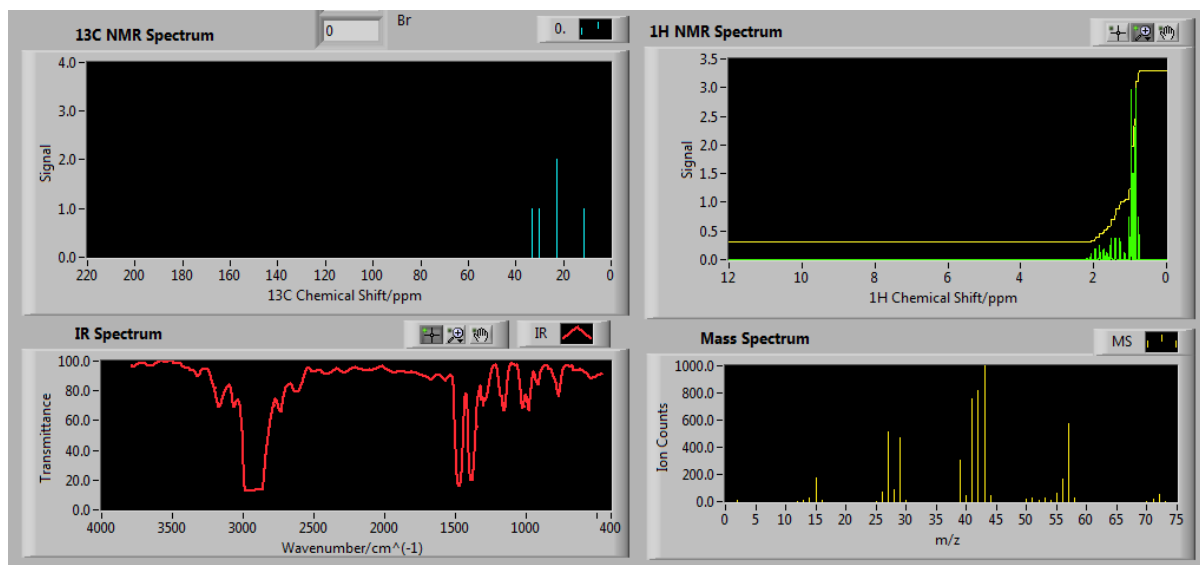 13C NMR Spectrum
0
Br
0.
4.0
3.0
2.0
1.0
0.0
Signal
220 200 180 160 140 120 100 80 60 40 20 0
13C Chemical Shift/ppm
1H NMR Spectrum
3.5
3.0
2.5
2.0
1.5
1.0
0.5
0.0
Signal
12 10 8 6 4 2 0
1H Chemical Shift/ppm
IR Spectrum
IR
100.0
80.0
60.0
40.0
20.0
0.0
Transmittance
4000 3500 3000 2500 2000 1500 1000 400
Wavenumber/cm^(-1)
Mass Spectrum
MS
1000.0
800.0
600.0
400.0
200.0
0.0
Ion Counts
0 5 10 15 20 25 30 35 40 45 50 55 60 65 70 75
m/z